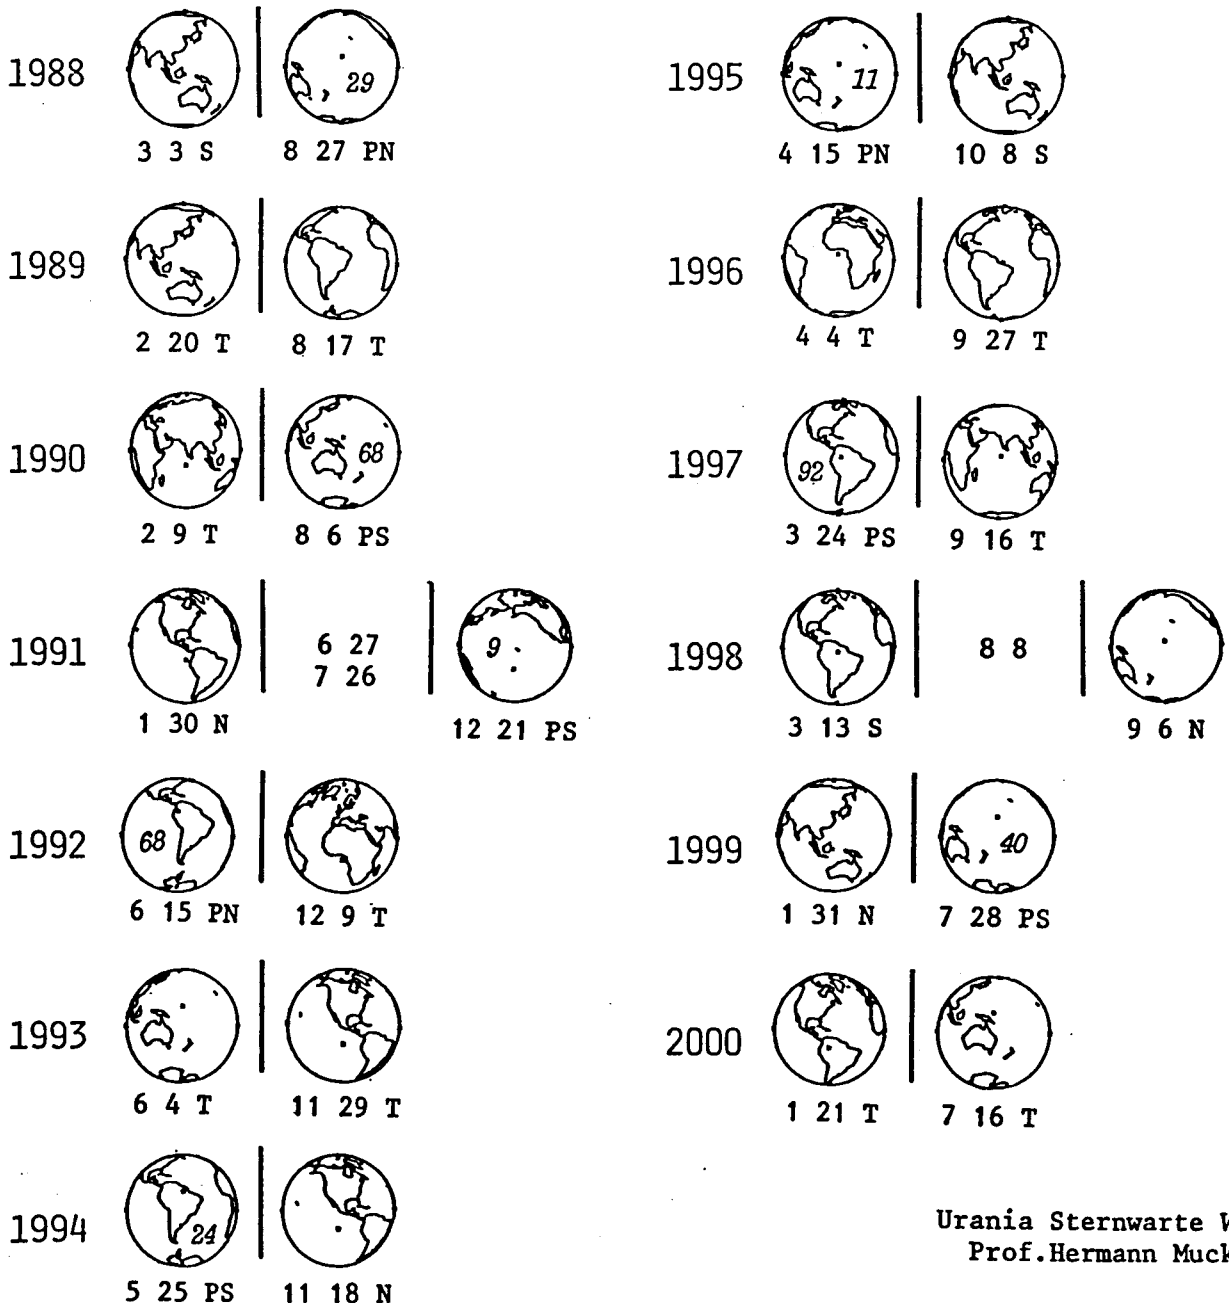 1988
29
3 3 S
8 27 PN
1989
2 20 T
8 17 T
1990
68
2 9 T
8 6 PS
1991
6 27
7 26
9
1 30 N
12 21 PS
1992
68
6 15 PN
12 9 T
1993
6 4 T
11 29 T
1994
24
5 25 PS
11 18 N
1995
11
4 15 PN
10 8 S
1996
4 4 T
9 27 T
1997
92
3 24 PS
9 16 T
1998
8 8
3 13 S
9 6 N
1999
40
1 31 N
7 28 PS
2000
1 21 T
7 16 T
Urania Sternwarte
Prof.Hermann Muck